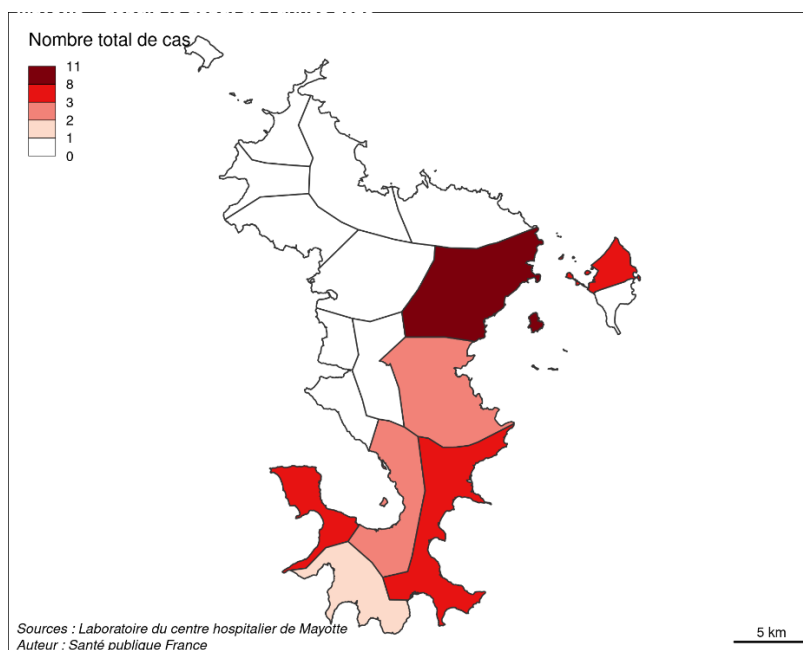 Nombre total de cas
11
8
3
2
1
0
Sources : Laboratoire du centre hospitalier de Mayotte
Auteur : Santé publique France
5 km